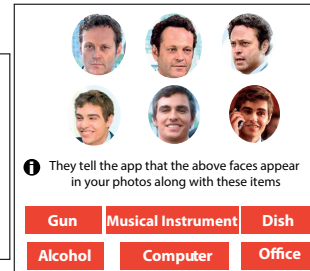 They tell the app that the above faces appear
in your photos along with these items
Gun Musical Instrument Dish
Alcohol Computer Office